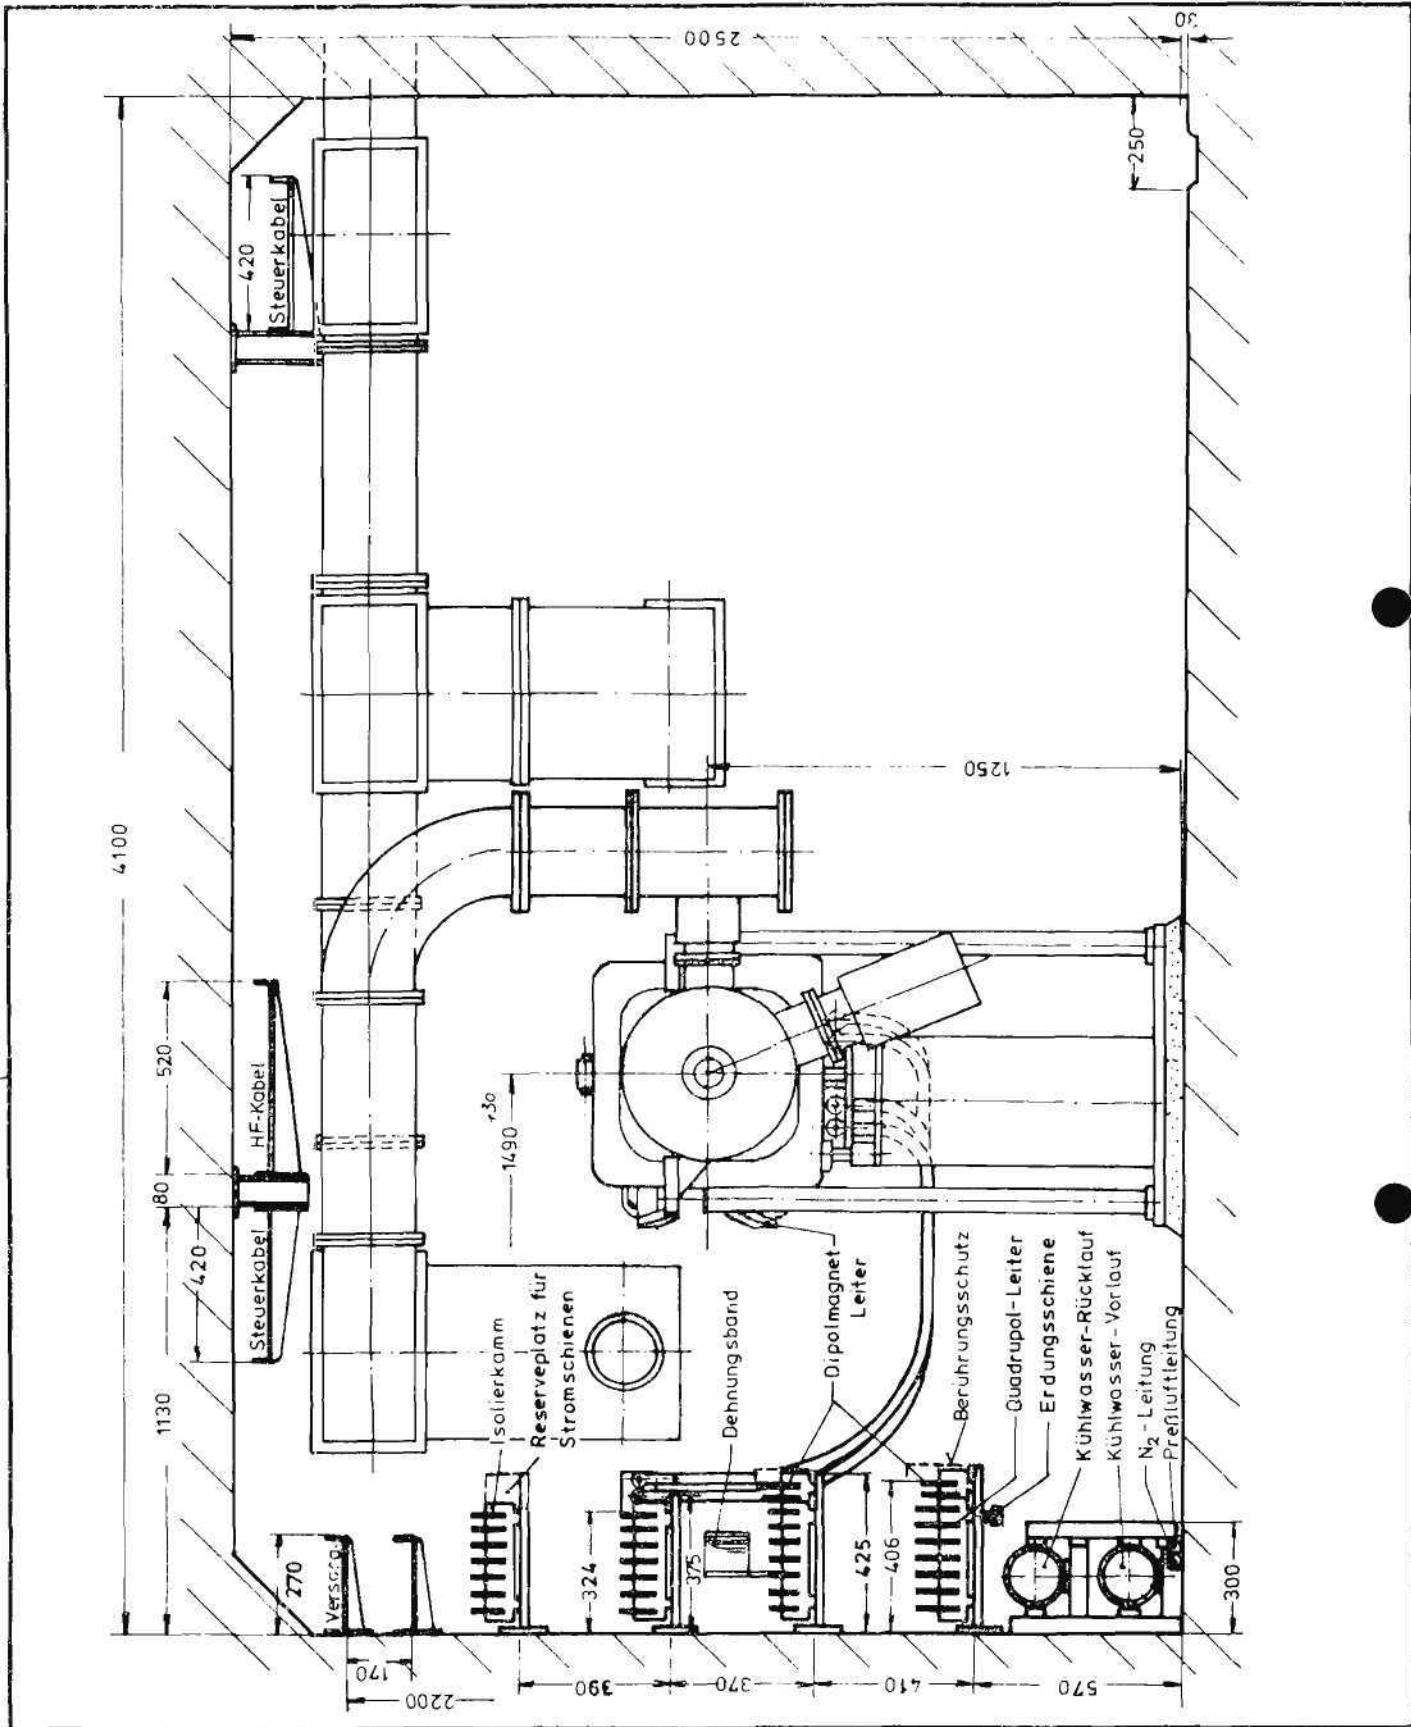 4100
1130
420
80
520
Steuerkabel
HF-Kabel
420
Steuerkabel
2500
30
250
1250
1490 +30
270
170
2200
Isolierkamm
Reserveplatz für
Stromschienen
324
375
Dehnungsband
Dipolmagnet
Leiter
425
406
Berührungsschutz
Quadrupol-Leiter
Erdungsschiene
Kühlwasser-Rücklauf
Kühlwasser-Vorlauf
N2-Leitung
Preßluftleitung
300
390
370
410
570